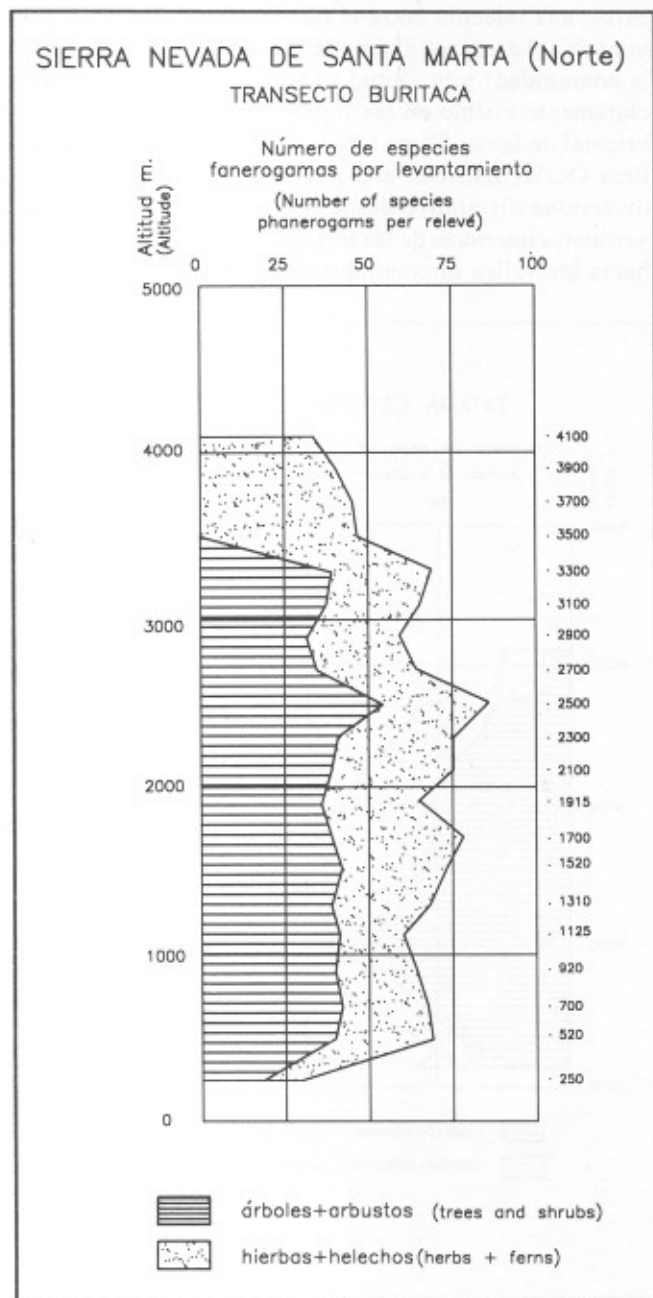 SIERRA NEVADA DE SANTA MARTA (Norte)
TRANSECTO BURITACA
Número de especies
fanerogamas por levantamiento
(Number of species
phanerogams per relevé)
Altitud m.
(Altitude)
0 25 50 75 100
5000
4000
3000
2000
1000
0
4100
3900
3700
3500
3300
3100
2900
2700
2500
2300
2100
1915
1700
1520
1310
1125
920
700
520
250
árboles+arbustos (trees and shrubs)
hierbas+helechos (herbs + ferns)